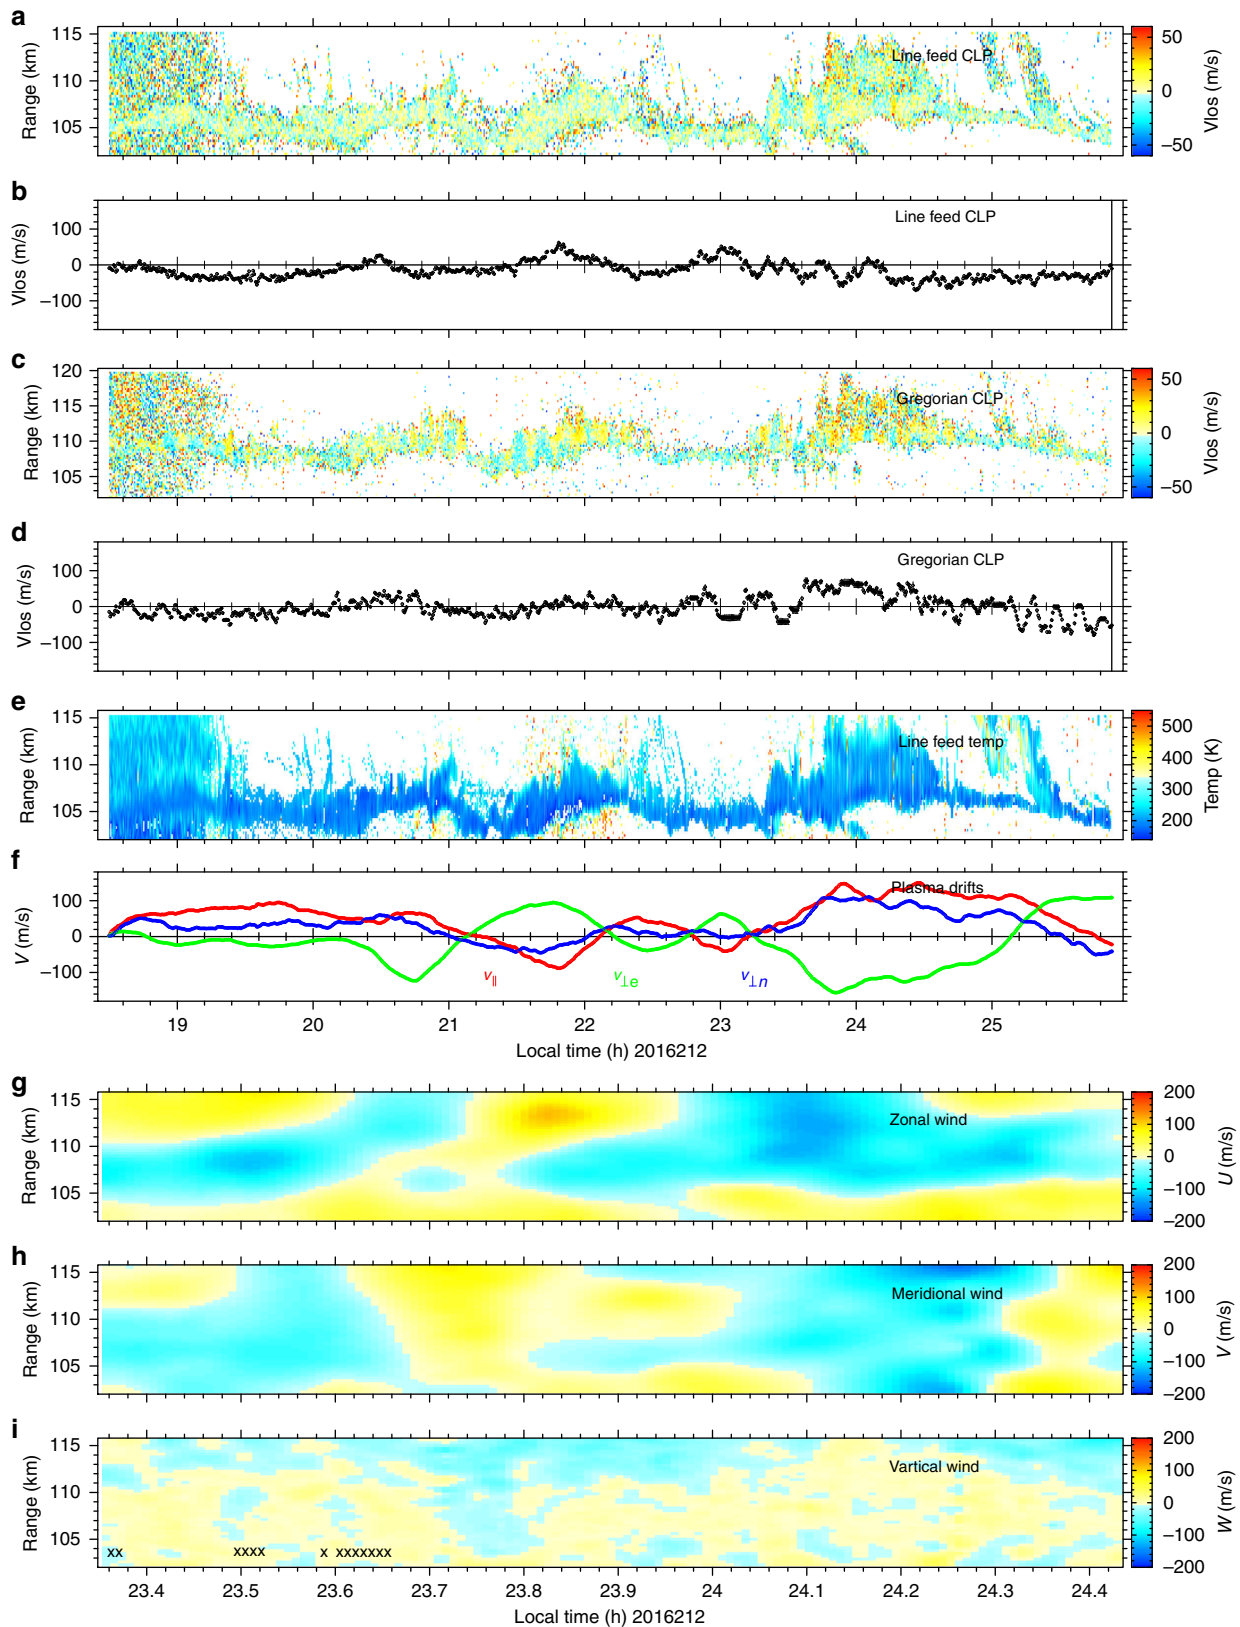 a
115
110
105
Range (km)
Line feed CLP
50
0
−50
Vlos (m/s)
b
100
0
−100
Vlos (m/s)
Line feed CLP
c
120
115
110
105
Range (km)
Gregorian CLP
50
0
−50
Vlos (m/s)
d
100
0
−100
Vlos (m/s)
Gregorian CLP
e
115
110
105
Range (km)
Line feed temp
500
400
300
200
Temp (K)
f
100
0
−100
V (m/s)
Plasma drifts
v∥
v⊥e
v⊥n
19 20 21 22 23 24 25
Local time (h) 2016212
g
115
110
105
Range (km)
Zonal wind
200
100
0
−100
−200
U (m/s)
h
115
110
105
Range (km)
Meridional wind
200
100
0
−100
−200
V (m/s)
i
115
110
105
Range (km)
Vartical wind
xx xxxx x xxxxxxx
200
100
0
−100
−200
W (m/s)
23.4 23.5 23.6 23.7 23.8 23.9 24 24.1 24.2 24.3 24.4
Local time (h) 2016212